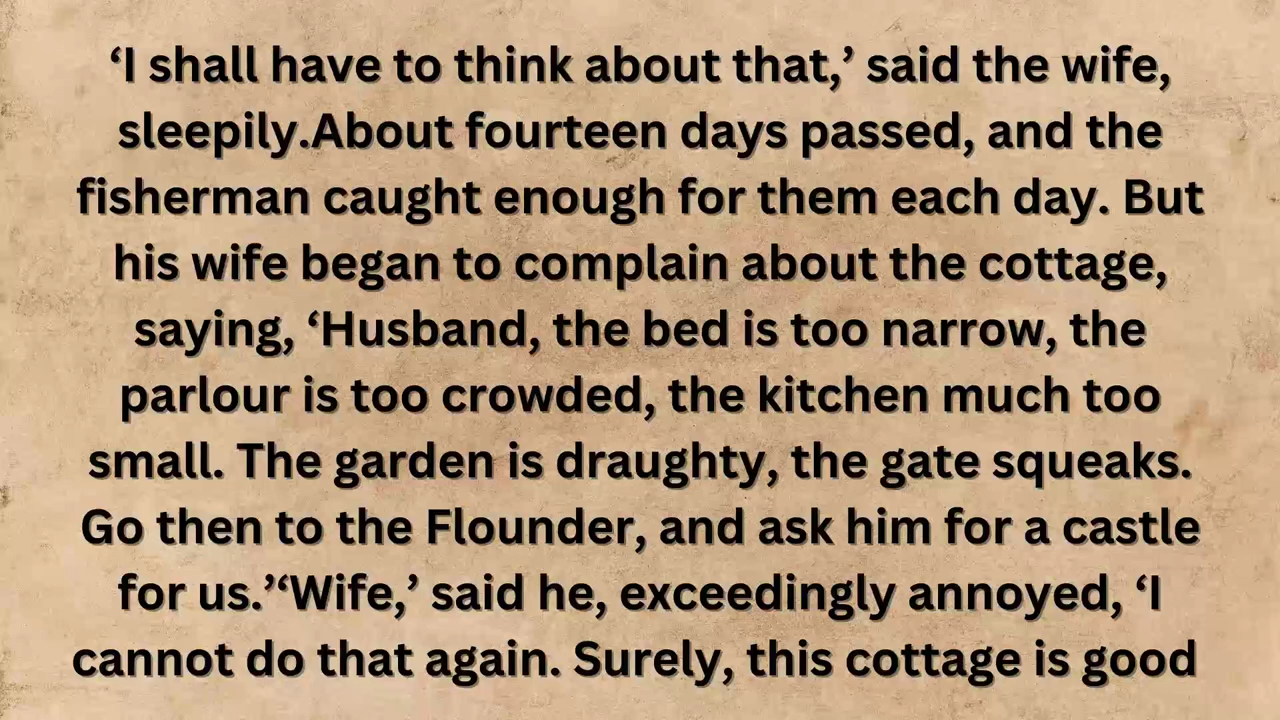 ‘I shall have to think about that,’ said the wife,
sleepily.About fourteen days passed, and the
fisherman caught enough for them each day. But
his wife began to complain about the cottage,
saying, ‘Husband, the bed is too narrow, the
parlour is too crowded, the kitchen much too
small. The garden is draughty, the gate squeaks.
Go then to the Flounder, and ask him for a castle
for us.’‘Wife,’ said he, exceedingly annoyed, ‘I
cannot do that again. Surely, this cottage is good